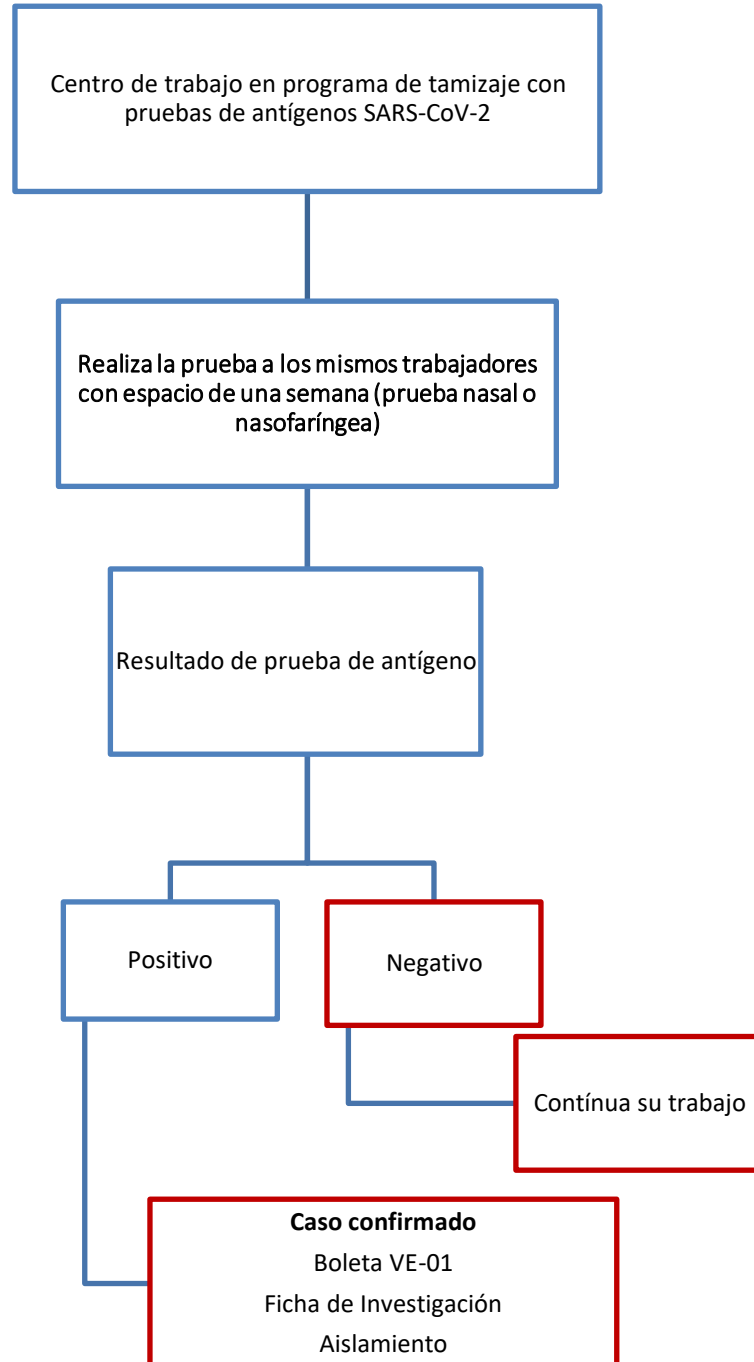 Centro de trabajo en programa de tamizaje con
pruebas de antígenos SARS-CoV-2
Realiza la prueba a los mismos trabajadores
con espacio de una semana (prueba nasal o
nasofaríngea)
Resultado de prueba de antígeno
Positivo
Negativo
Contínua su trabajo
Caso confirmado
Boleta VE-01
Ficha de Investigación
Aislamiento